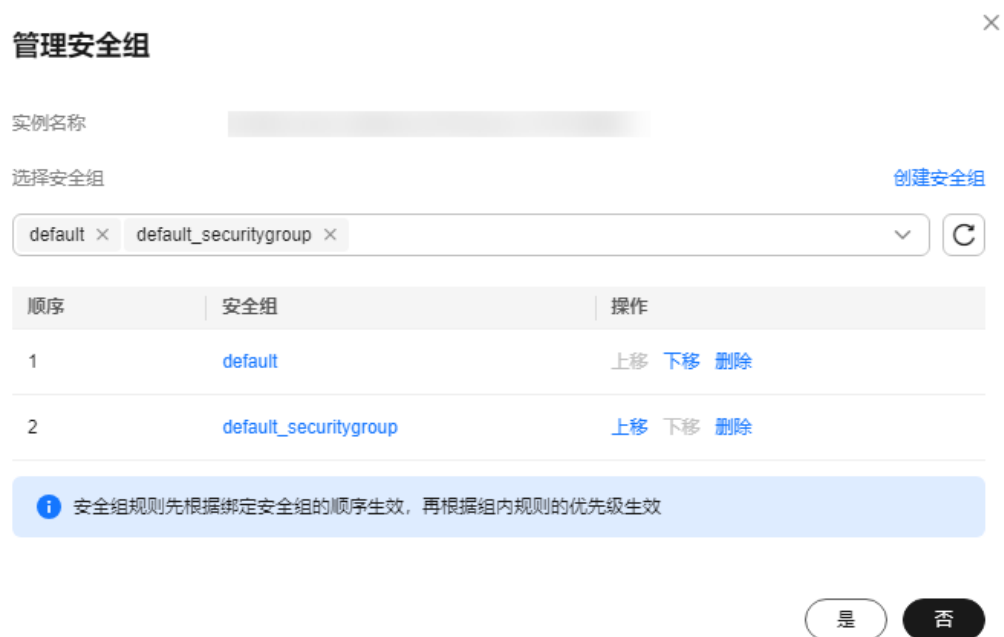 管理安全组
实例名称
选择安全组 创建安全组
default default_securitygroup
顺序 安全组 操作
1 default 上移 下移 删除
2 default_securitygroup 上移 下移 删除
安全组规则先根据绑定安全组的顺序生效，再根据组内规则的优先级生效
是 否